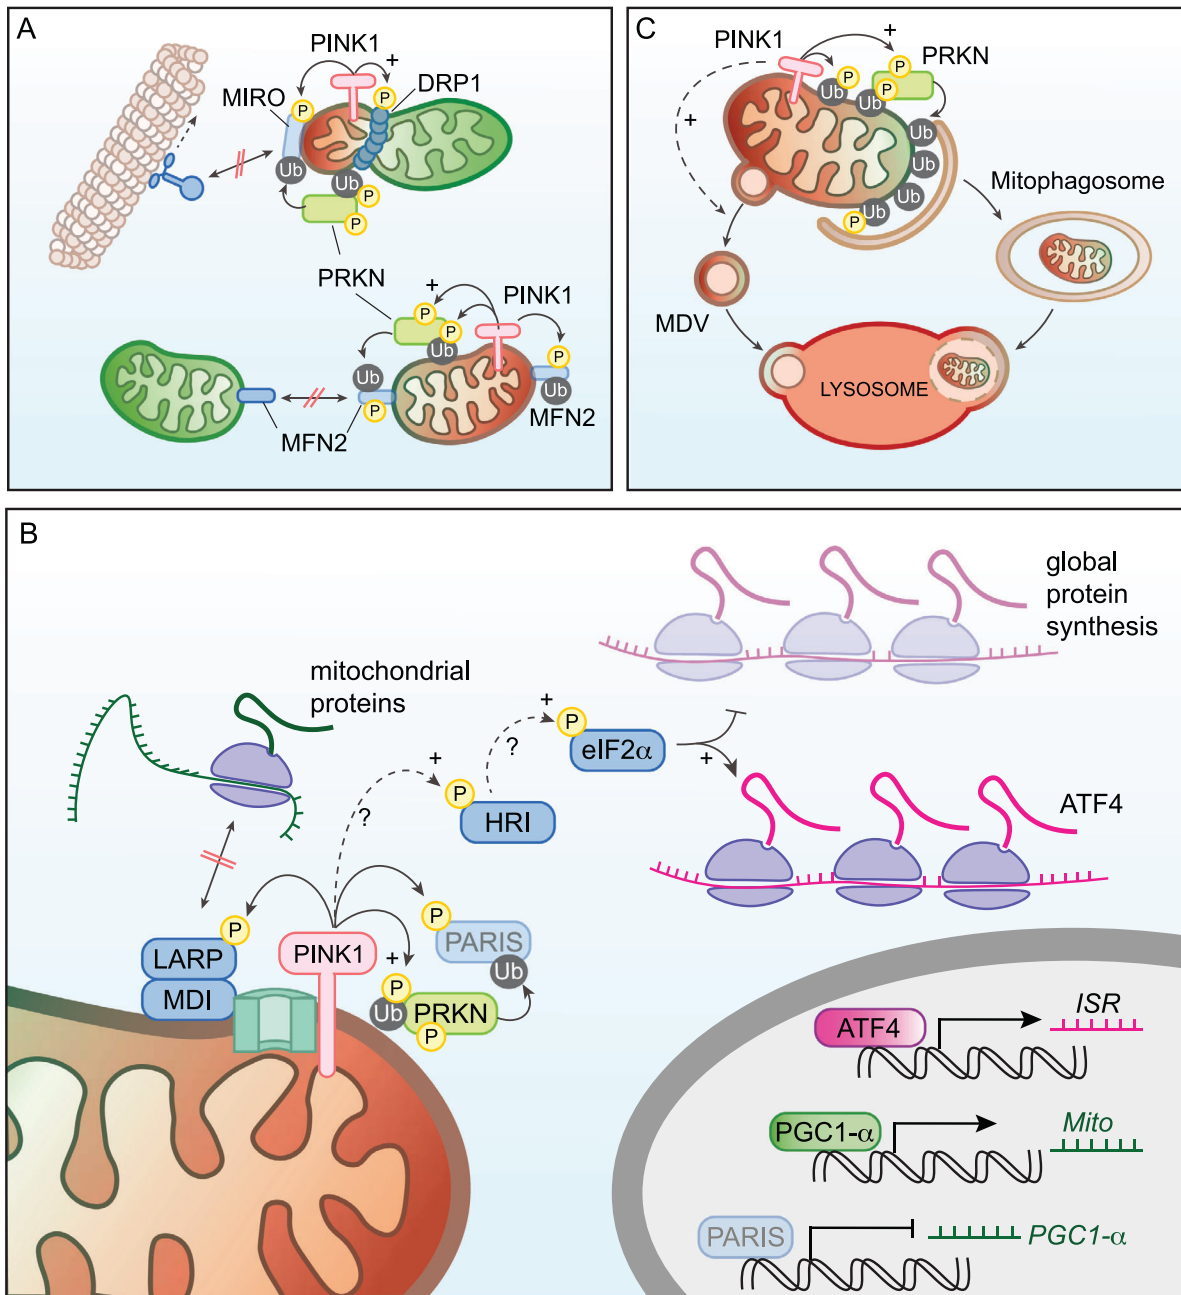 A
PINK1
+
P
P
DRP1
MIRO
Ub
Ub
P
P
PRKN
+
PINK1
P
P
P
Ub
Ub
P
Ub
MFN2
MFN2
C
PINK1
+
PRKN
P
P
P
Ub
Ub
Ub
+
Ub
Ub
Ub
P
Mitophagosome
MDV
LYSOSOME
B
global
protein
synthesis
mitochondrial
proteins
+
P
eIF2α
?
+
+
P
HRI
?
ATF4
P
LARP
MDI
PINK1
P
PARIS
Ub
+
P
Ub
PRKN
P
ATF4
ISR
PGC1-α
Mito
PARIS
PGC1-α